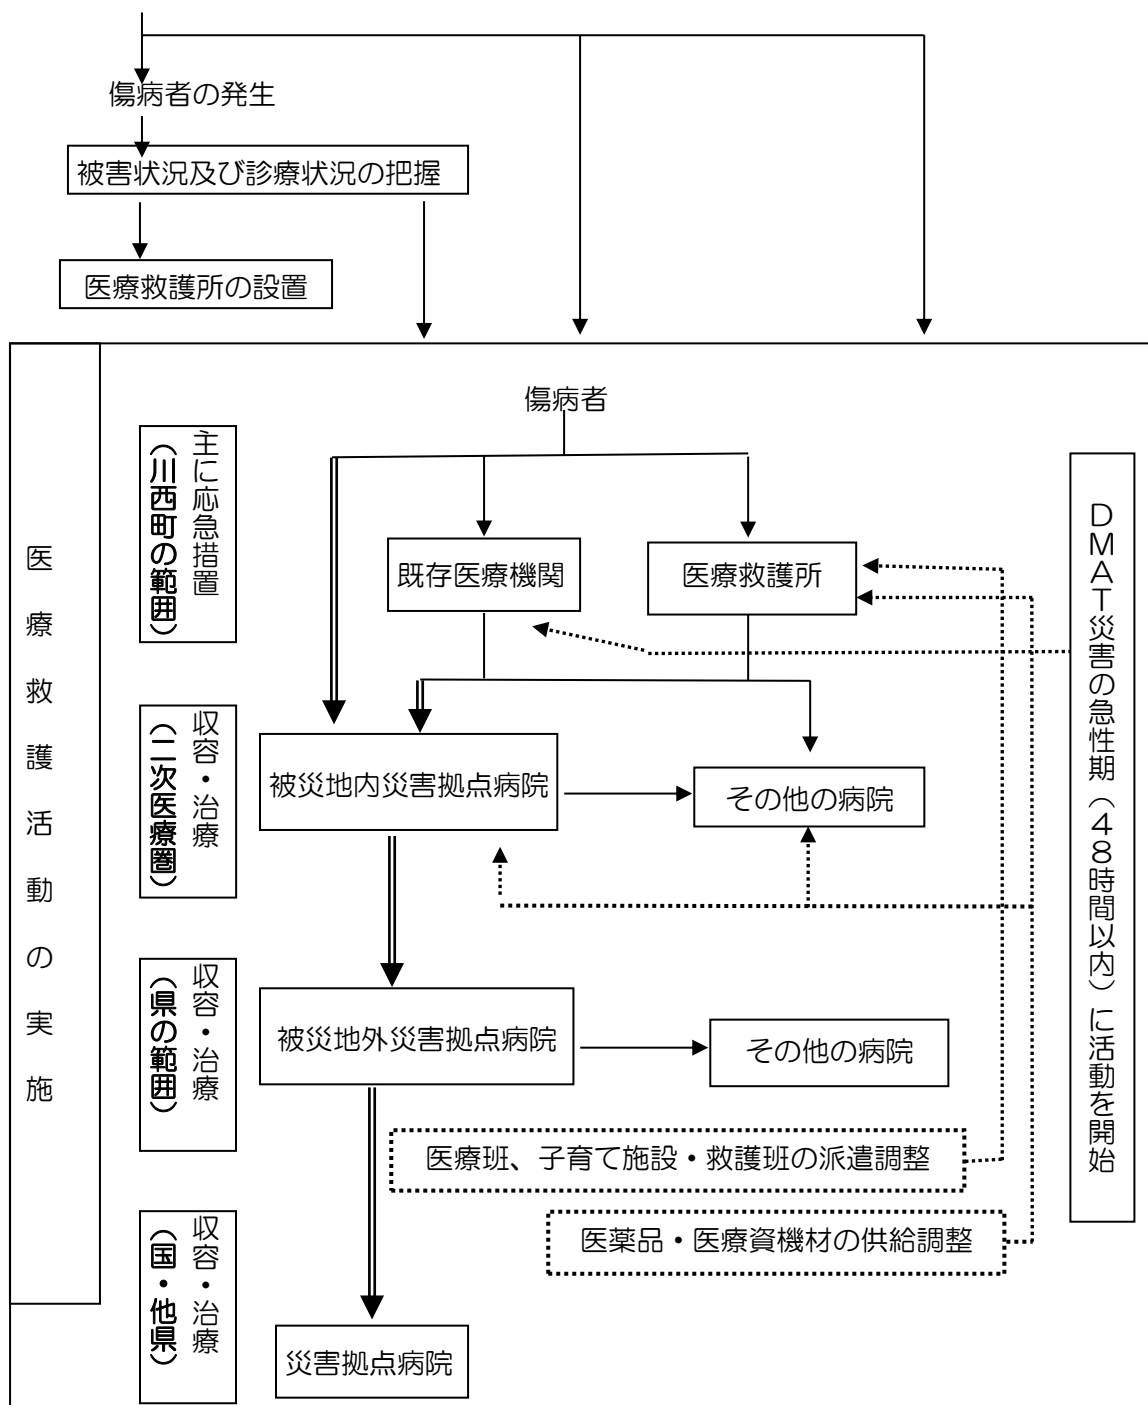 傷病者の発生
被害状況及び診療状況の把握
医療救護所の設置
医療救護活動の実施
傷病者
主に応急措置
（川西町の範囲）
既存医療機関
医療救護所
DMAT災害の急性期（４８時間以内）に活動を開始
収容・治療
（二次医療圏）
被災地内災害拠点病院
その他の病院
収容・治療
（県の範囲）
被災地外災害拠点病院
その他の病院
医療班、子育て施設・救護班の派遣調整
医薬品・医療資機材の供給調整
収容・治療
（国・他県）
災害拠点病院